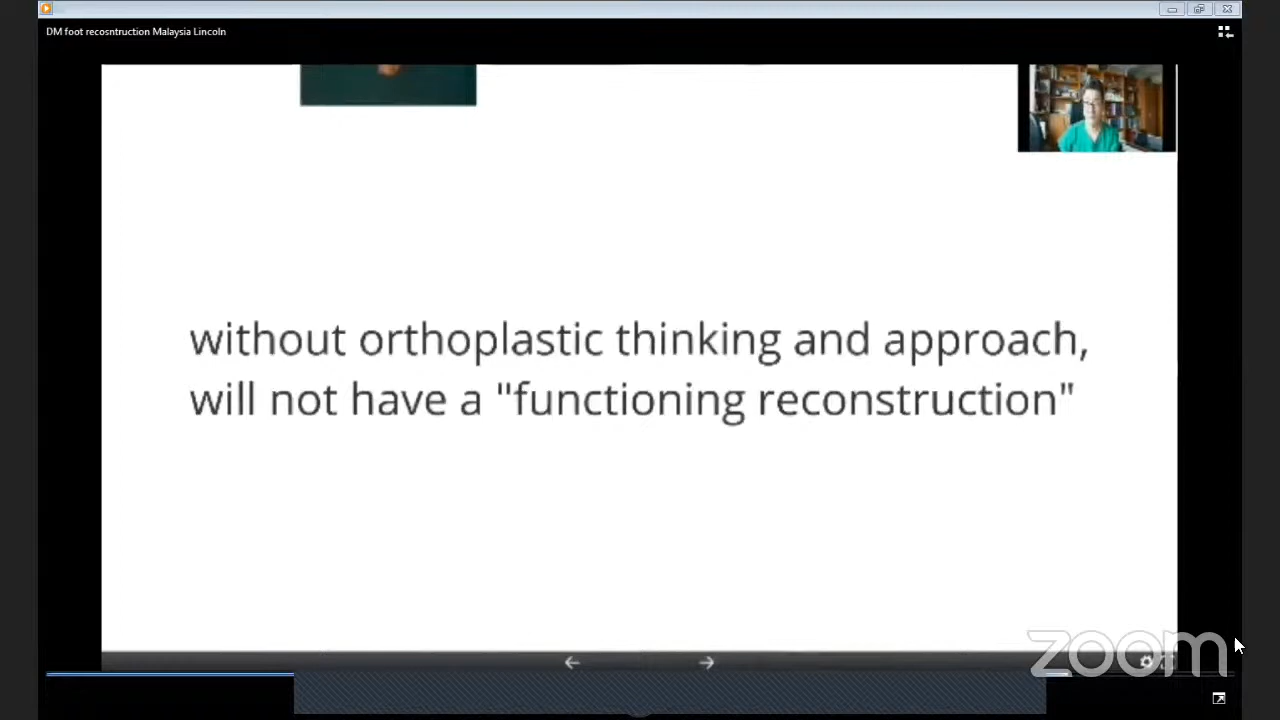 DM foot recosntruction Malaysia Lincoln
without orthoplastic thinking and approach,
will not have a "functioning reconstruction"
zoom